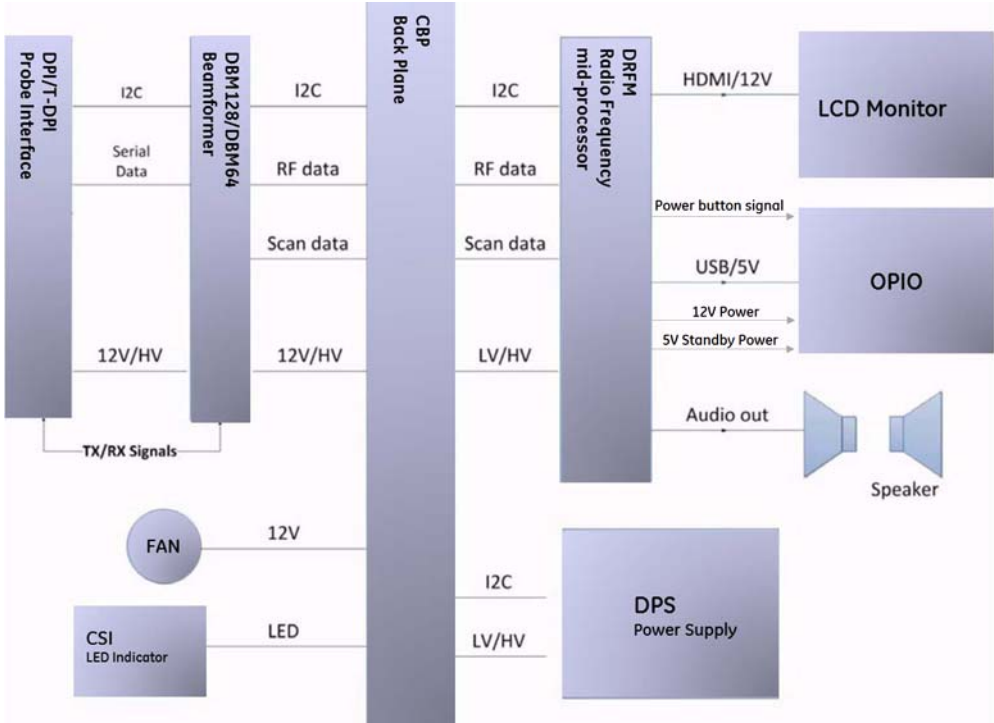 DPI/T-DPI
Probe Interface
I2C
Serial
Data
12V/HV
TX/RX Signals
DBM128/DBM64
Beamformer
I2C
RF data
Scan data
12V/HV
FAN
12V
CSI
LED Indicator
LED
CBP
Back Plane
I2C
RF data
Scan data
LV/HV
I2C
LV/HV
DRFM
Radio Frequency
mid-processor
HDMI/12V
LCD Monitor
Power button signal
USB/5V
12V Power
5V Standby Power
OPIO
Audio out
Speaker
DPS
Power Supply